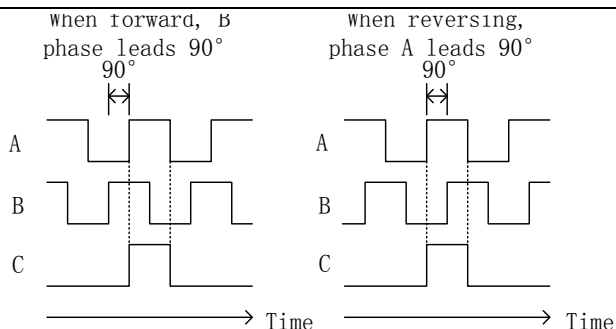 When forward, B
phase leads 90°
90°
A
B
C
Time
When reversing,
phase A leads 90°
90°
A
B
C
Time